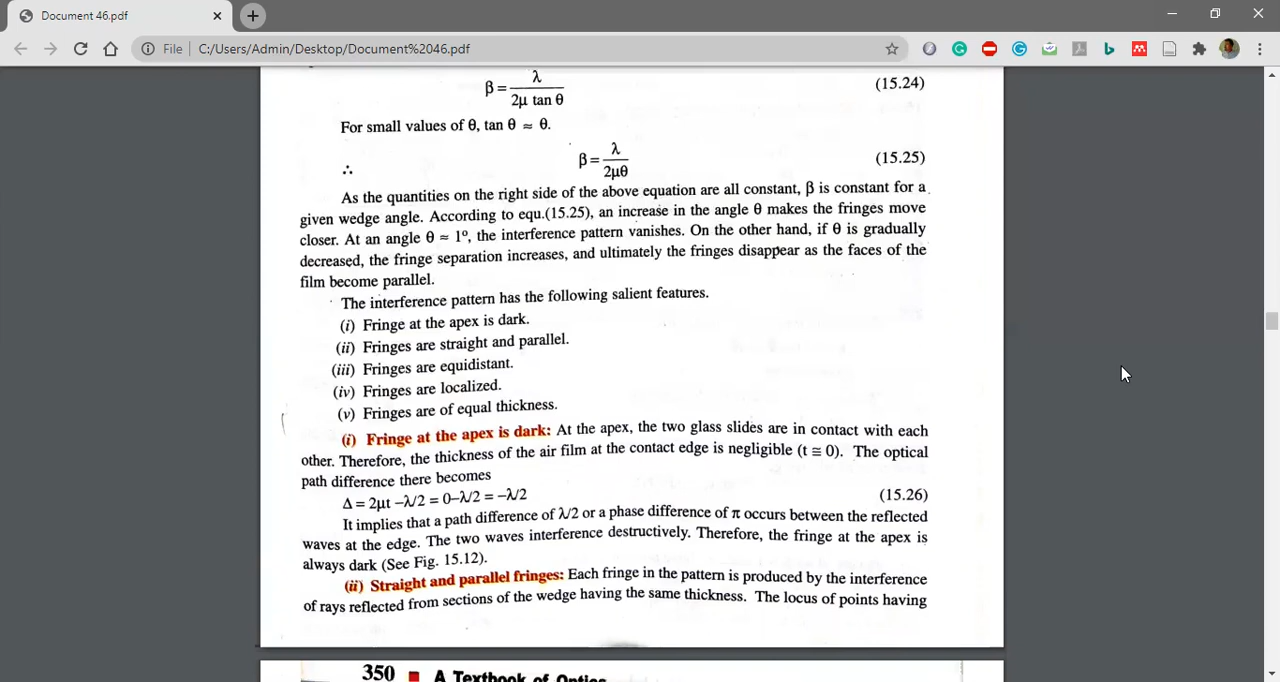 Document 46.pdf
File C:/Users/Admin/Desktop/Document%2046.pdf
β = λ / 2μ tan θ (15.24)
For small values of θ, tan θ ≈ θ.
∴ β = λ / 2μθ (15.25)
As the quantities on the right side of the above equation are all constant, β is constant for a
given wedge angle. According to equ.(15.25), an increase in the angle θ makes the fringes move
closer. At an angle θ ≈ 1º, the interference pattern vanishes. On the other hand, if θ is gradually
decreased, the fringe separation increases, and ultimately the fringes disappear as the faces of the
film become parallel.
The interference pattern has the following salient features.
(i) Fringe at the apex is dark.
(ii) Fringes are straight and parallel.
(iii) Fringes are equidistant.
(iv) Fringes are localized.
(v) Fringes are of equal thickness.
(i) Fringe at the apex is dark: At the apex, the two glass slides are in contact with each
other. Therefore, the thickness of the air film at the contact edge is negligible (t ≅ 0). The optical
path difference there becomes
Δ = 2μt –λ/2 = 0–λ/2 = –λ/2 (15.26)
It implies that a path difference of λ/2 or a phase difference of π occurs between the reflected
waves at the edge. The two waves interference destructively. Therefore, the fringe at the apex is
always dark (See Fig. 15.12).
(ii) Straight and parallel fringes: Each fringe in the pattern is produced by the interference
of rays reflected from sections of the wedge having the same thickness. The locus of points having
350 ■ A Textbook of Optics